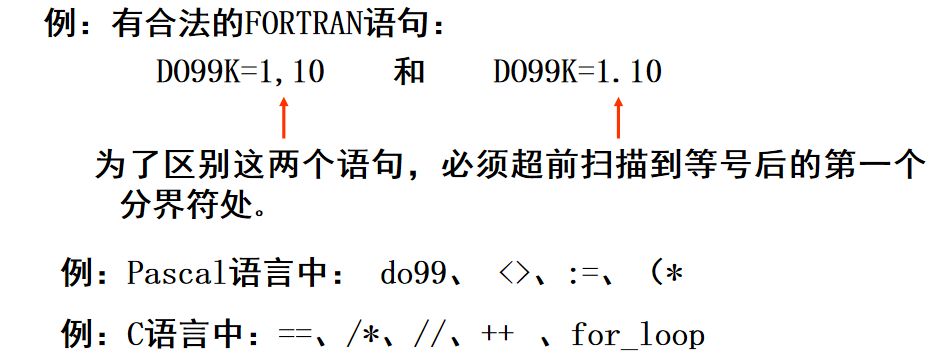 例：有合法的FORTRAN语句：
DO99K=1,10 和 DO99K=1.10
为了区别这两个语句，必须超前扫描到等号后的第一个
分界符处。
例：Pascal语言中： do99、 <>、:=、（*
例：C语言中：==、/*、//、++ 、for_loop